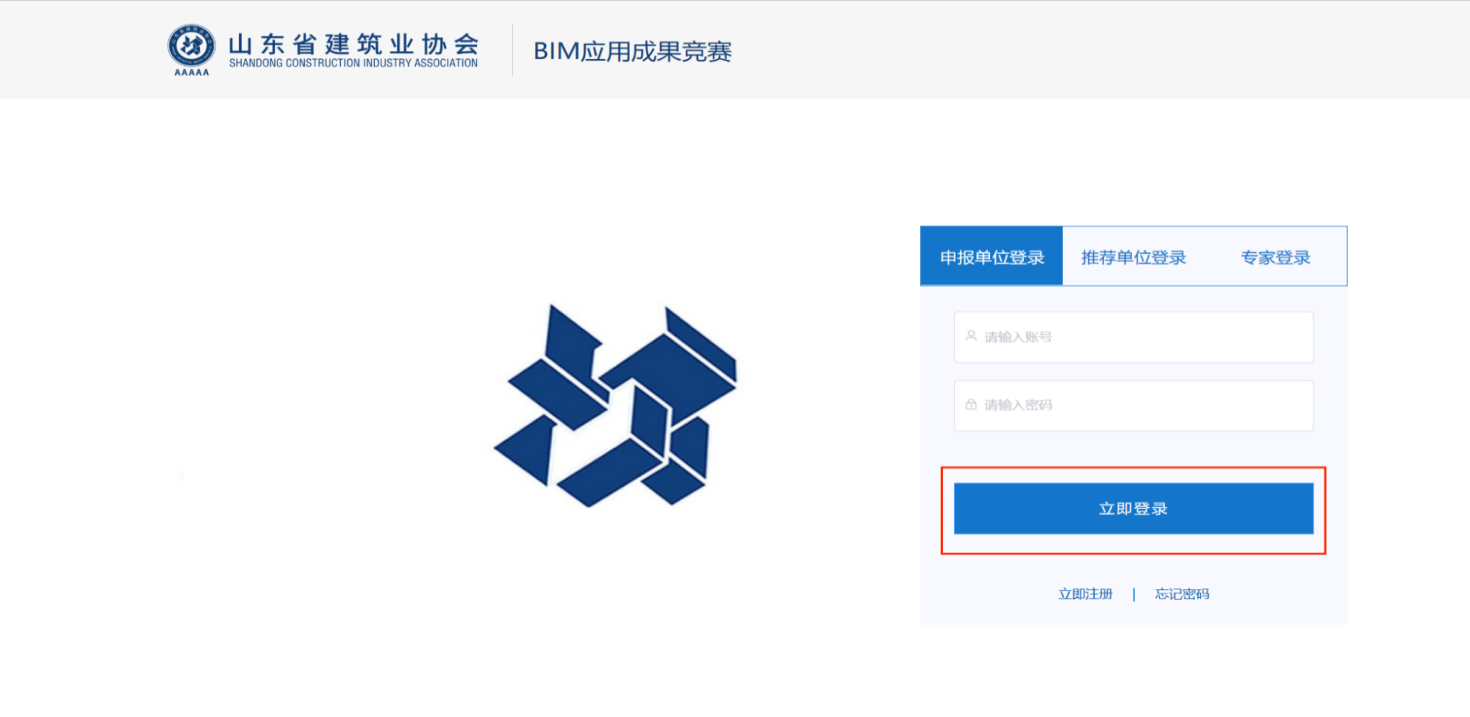 山东省建筑业协会
SHANDONG CONSTRUCTION INDUSTRY ASSOCIATION
AAAAA
BIM应用成果竞赛
申报单位登录 推荐单位登录 专家登录
请输入账号
请输入密码
立即登录
立即注册 | 忘记密码